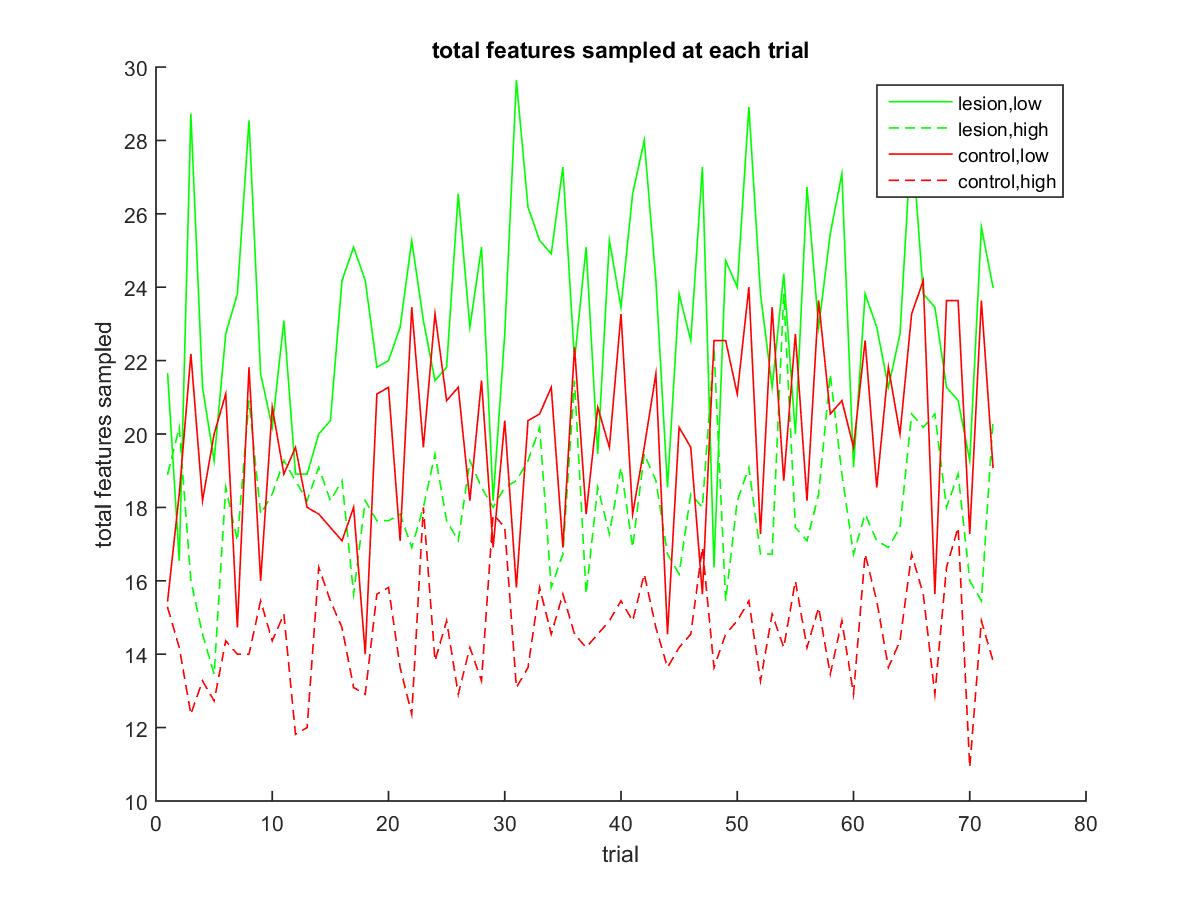 total features sampled at each trial
30
28
26
24
22
20
18
16
14
12
10
total features sampled
0 10 20 30 40 50 60 70 80
trial
lesion,low
lesion,high
control,low
control,high